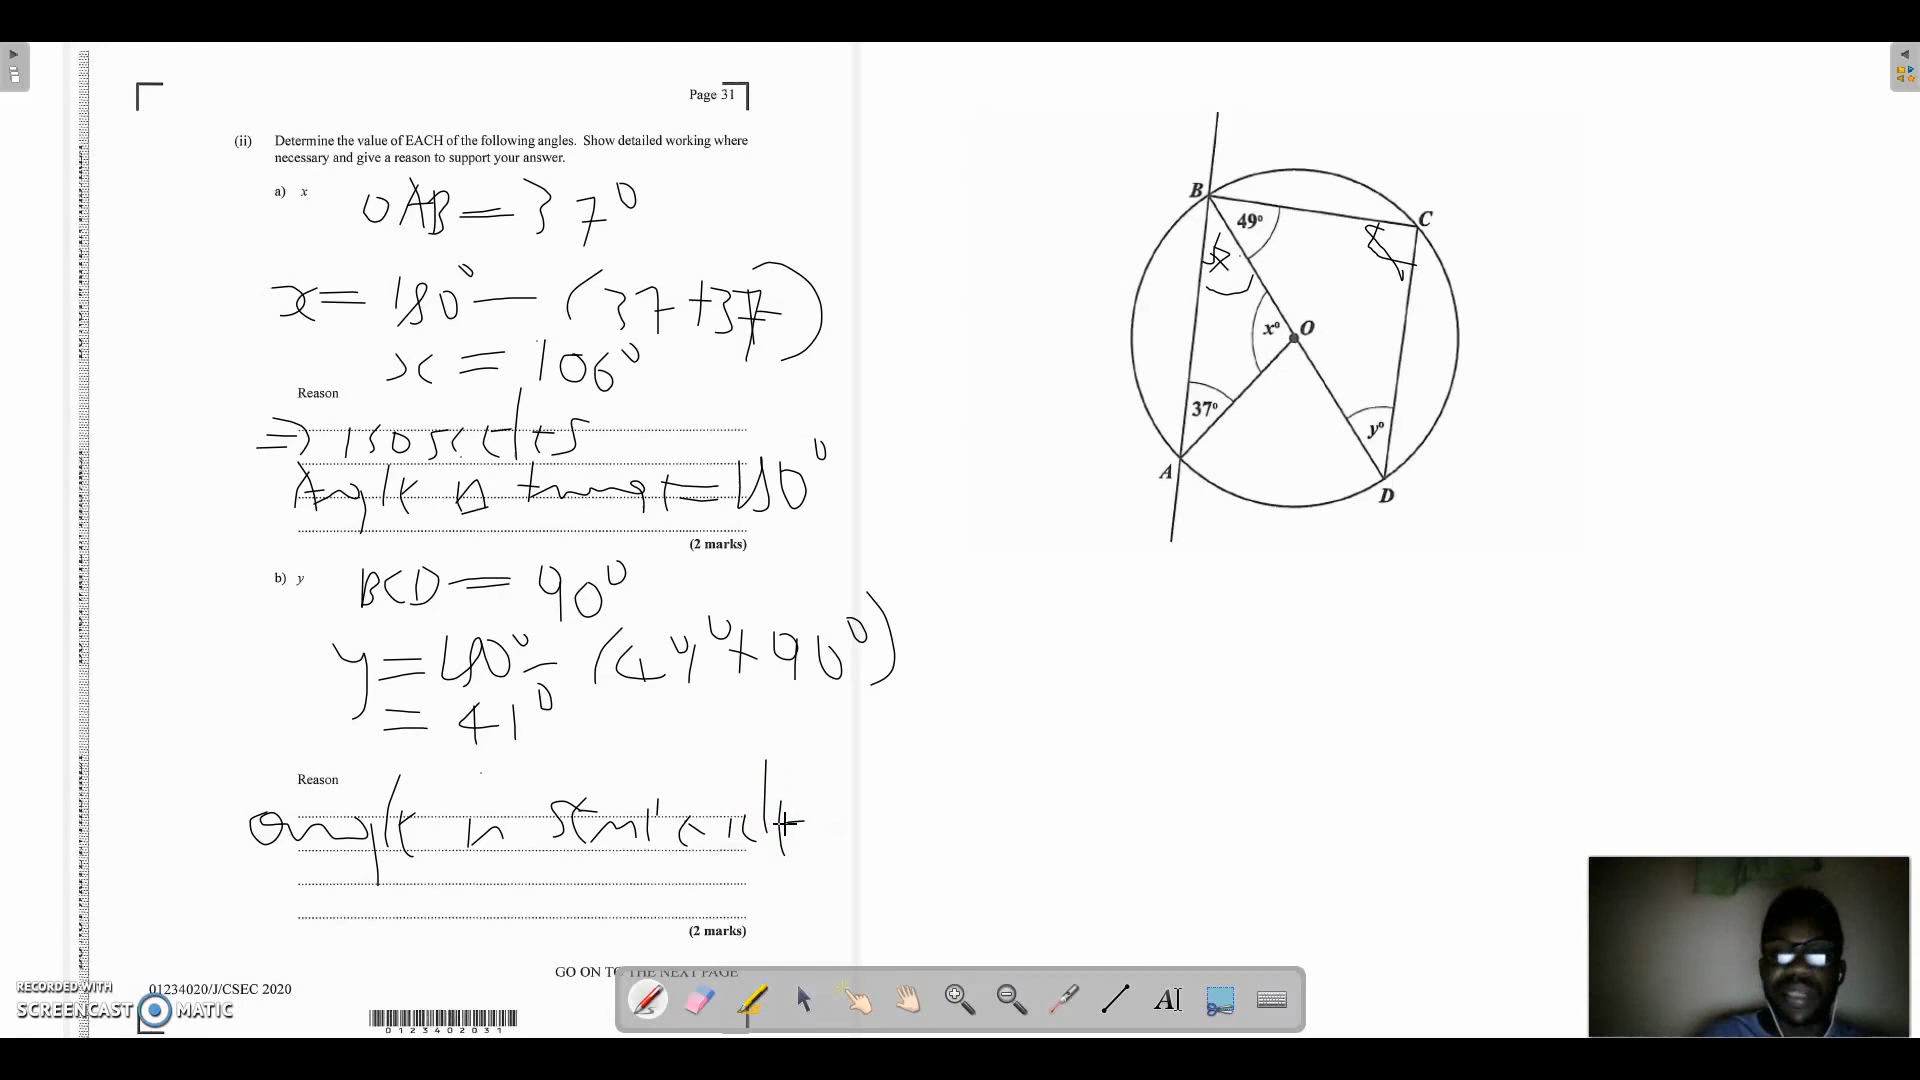 Page 31
(ii) Determine the value of EACH of the following angles. Show detailed working where
necessary and give a reason to support your answer.
a) x
OAB = 37°
x = 180° – (37 + 37)
x = 106°
Reason
⇒ isosceles
Angle in = 180°
(2 marks)
b) y
BCD = 90°
y = 180° – (49° + 90°)
= 41°
Reason
angle in
(2 marks)
GO ON TO THE NEXT PAGE
01234020/J/CSEC 2020
0123402031
RECORDED WITH
SCREENCAST MATIC
B
C
49°
x° O
37°
y°
A
D
AI